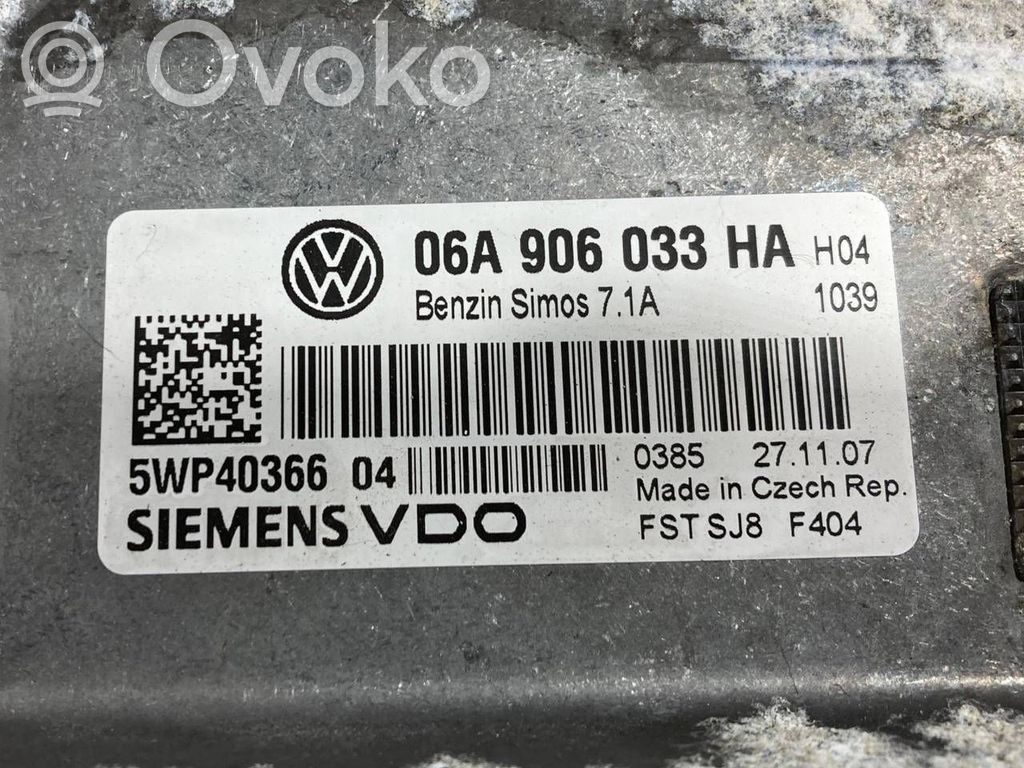 Ovoko
VW
06A 906 033 HA H04
Benzin Simos 7.1A 1039
5WP40366 04
0385 27.11.07
Made in Czech Rep.
SIEMENS VDO
FST SJ8 F404